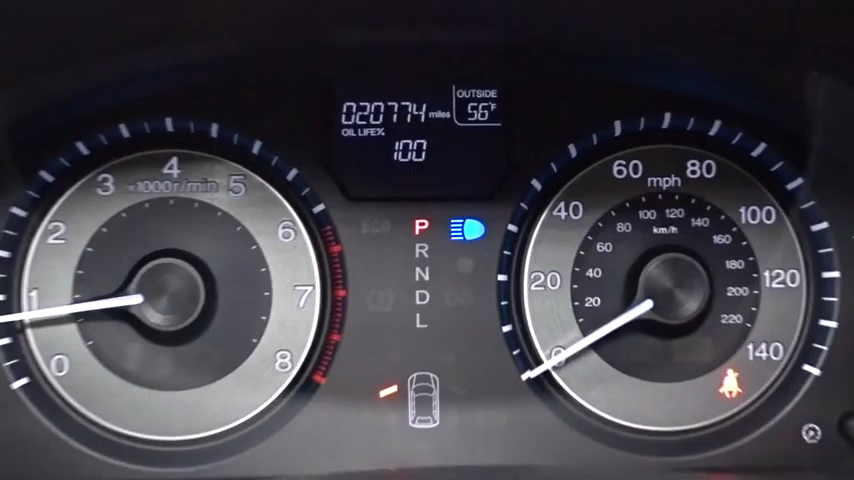 020774 miles
OUTSIDE
56°F
OIL LIFE%
100
0
1
2
3
4
5
6
7
8
×1000r/min
ECO
P
R
N
D
L
0
20
40
60
80
100
120
140
mph
km/h
20
40
60
80
100
120
140
160
180
200
220